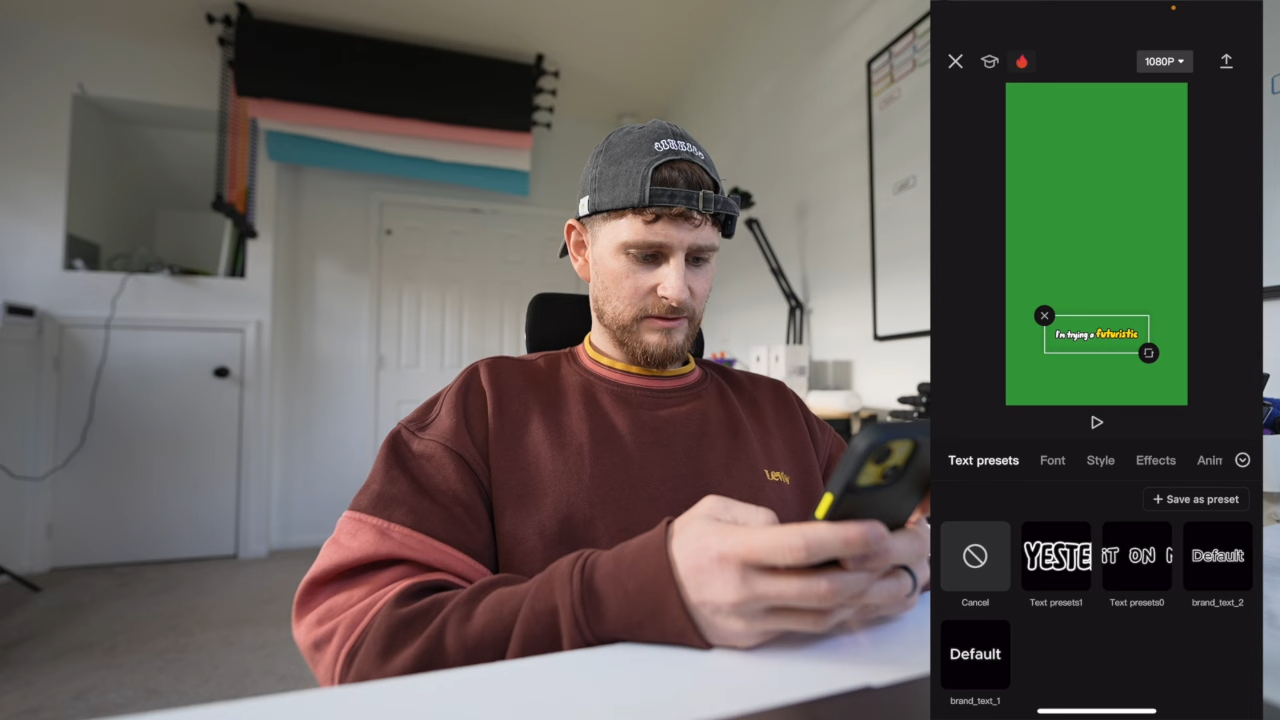 Levi's
1080P
I'm trying a futuristic
Text presets
Font
Style
Effects
+ Save as preset
YESTE
IT ON
Default
Cancel
Text presets1
Text presets0
brand_text_2
Default
brand_text_1